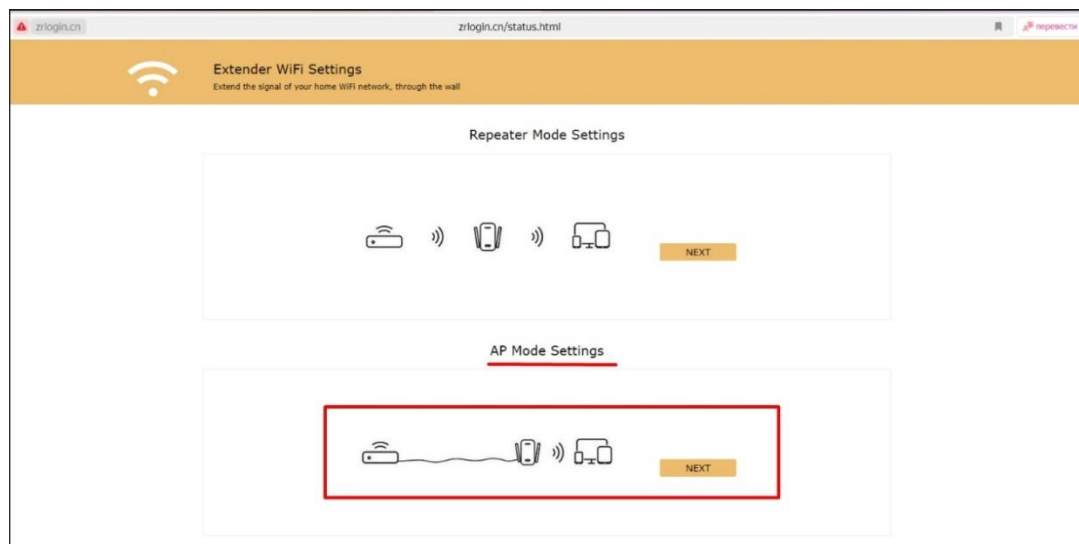 zrlogin.cn
zrlogin.cn/status.html
перевести
Extender WiFi Settings
Extend the signal of your home WiFi network, through the wall
Repeater Mode Settings
NEXT
AP Mode Settings
NEXT